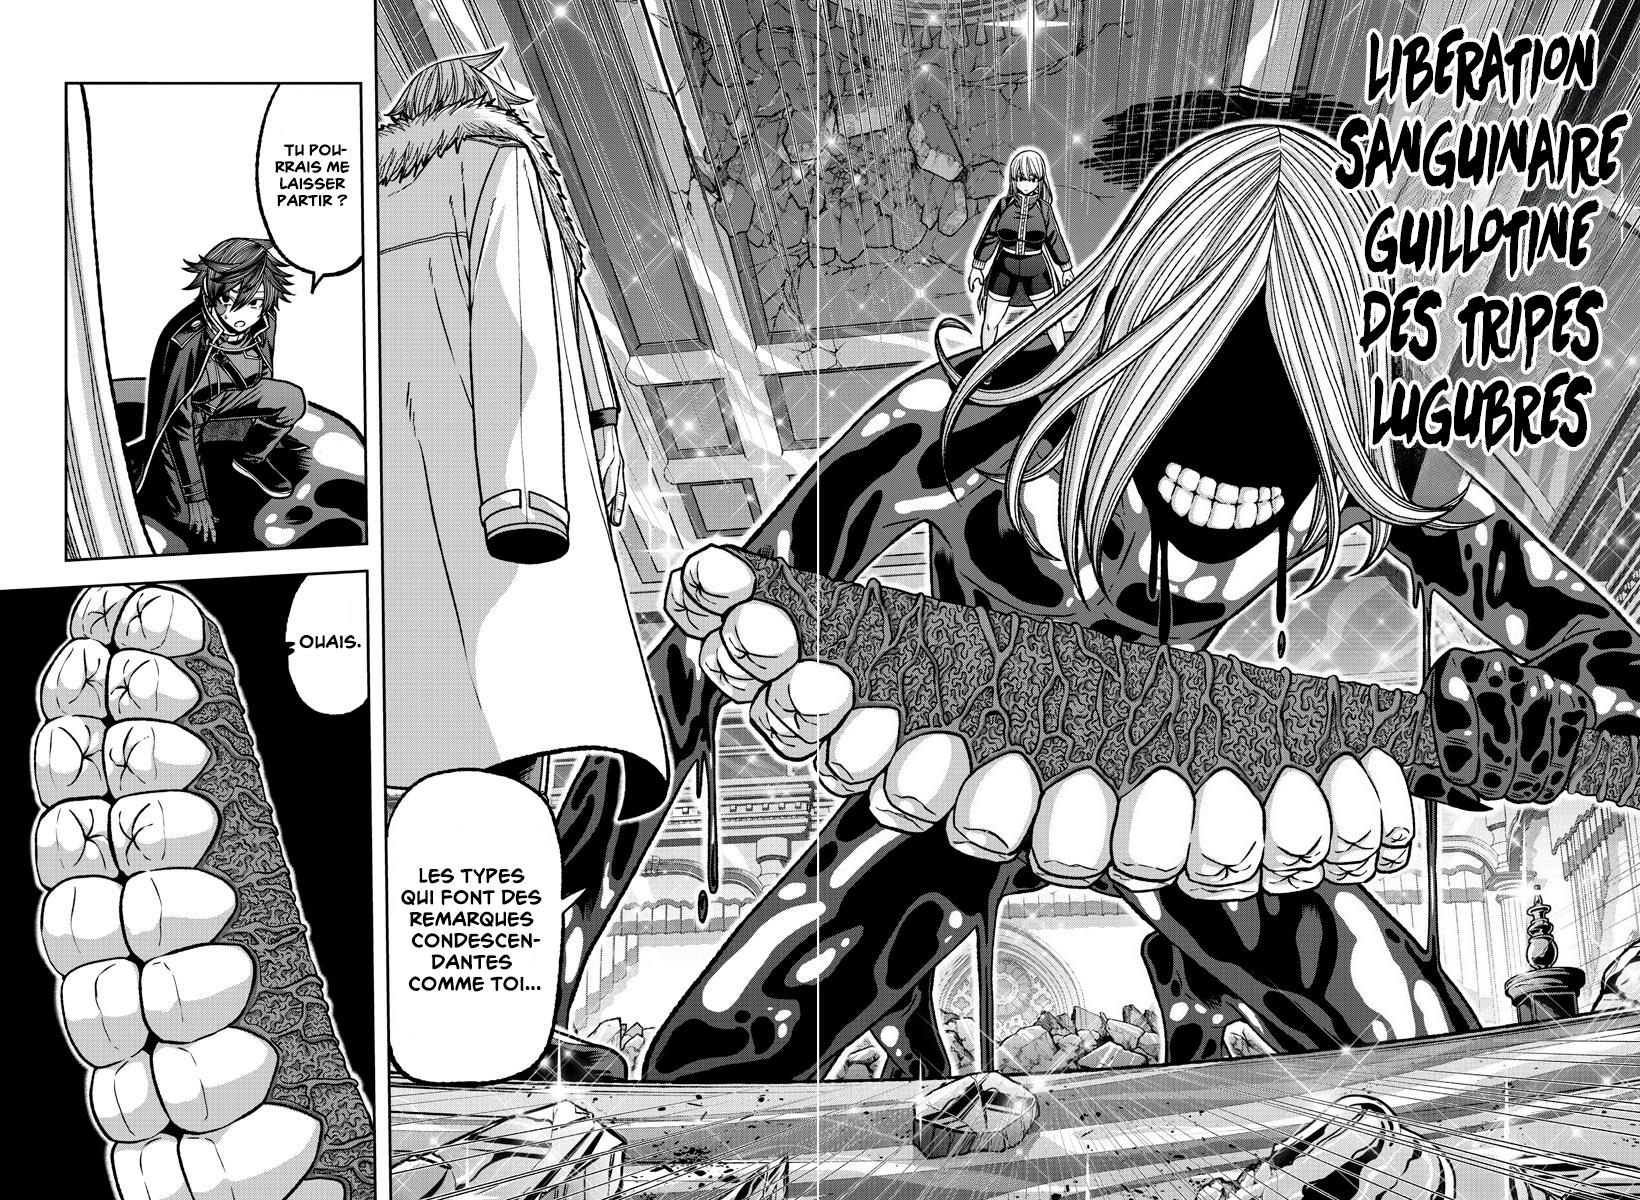 LIBERATION
SANGUINAIRE
GUILLOTINE
DES TRIPES
LUGUBRES
LES TYPES
QUI FONT DES
REMARQUES
CONDESCEN-
DANTES
COMME TOI...
TU POU-
RRAIS ME
LAISSER
PARTIR ?
OUAIS.